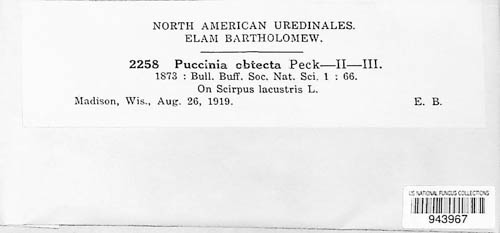 NORTH AMERICAN UREDINALES.
ELAM BARTHOLOMEW.
2258 Puccinia obtecta Peck—II—III.
1873 : Bull. Buff. Soc. Nat. Sci. 1 : 66.
On Scirpus lacustris L.
Madison, Wis., Aug. 26, 1919. E. B.
US NATIONAL FUNGUS COLLECTIONS
943967